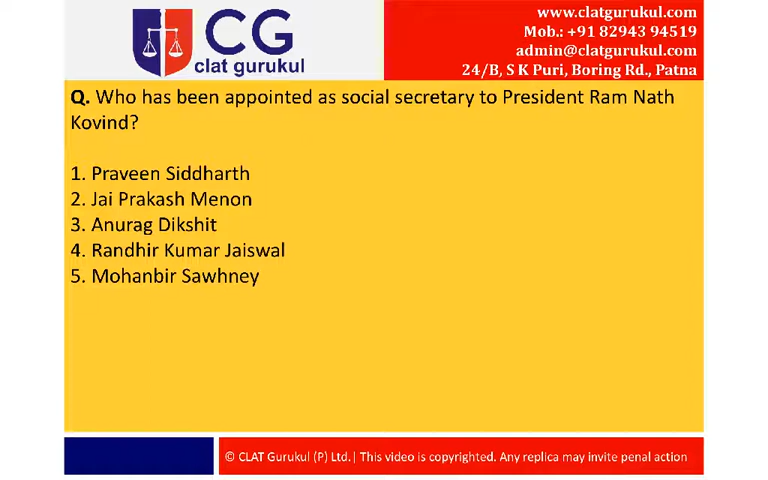 CG
clat gurukul
www.clatgurukul.com
Mob.: +91 82943 94519
admin@clatgurukul.com
24/B, S K Puri, Boring Rd., Patna
Q. Who has been appointed as social secretary to President Ram Nath
Kovind?
1. Praveen Siddharth
2. Jai Prakash Menon
3. Anurag Dikshit
4. Randhir Kumar Jaiswal
5. Mohanbir Sawhney
© CLAT Gurukul (P) Ltd.| This video is copyrighted. Any replica may invite penal action